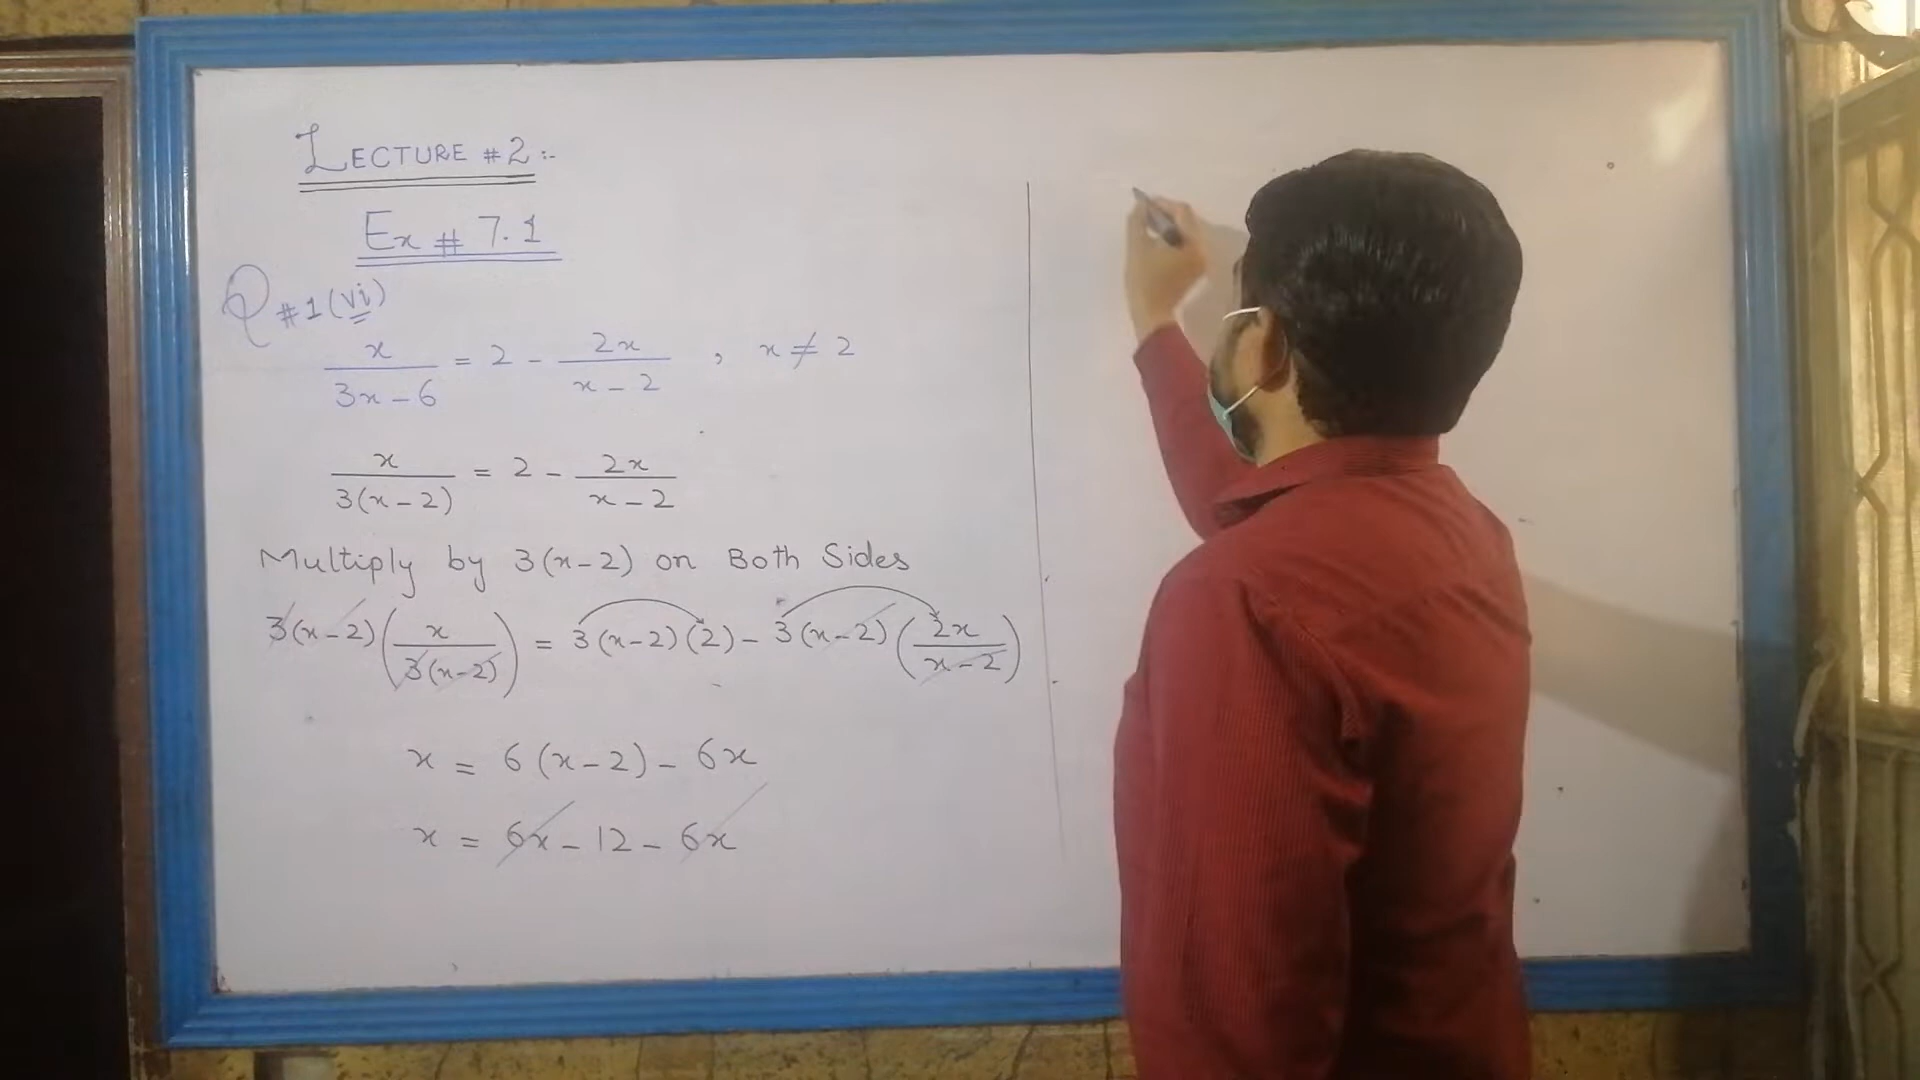 LECTURE #2 :-
Ex # 7.1
Q #1 (vi)
x/(3x-6) = 2 - 2x/(x-2) , x ≠ 2
x/(3(x-2)) = 2 - 2x/(x-2)
Multiply by 3(x-2) on Both Sides
3(x-2)(x/(3(x-2))) = 3(x-2)(2) - 3(x-2)(2x/(x-2))
x = 6(x-2) - 6x
x = 6x - 12 - 6x